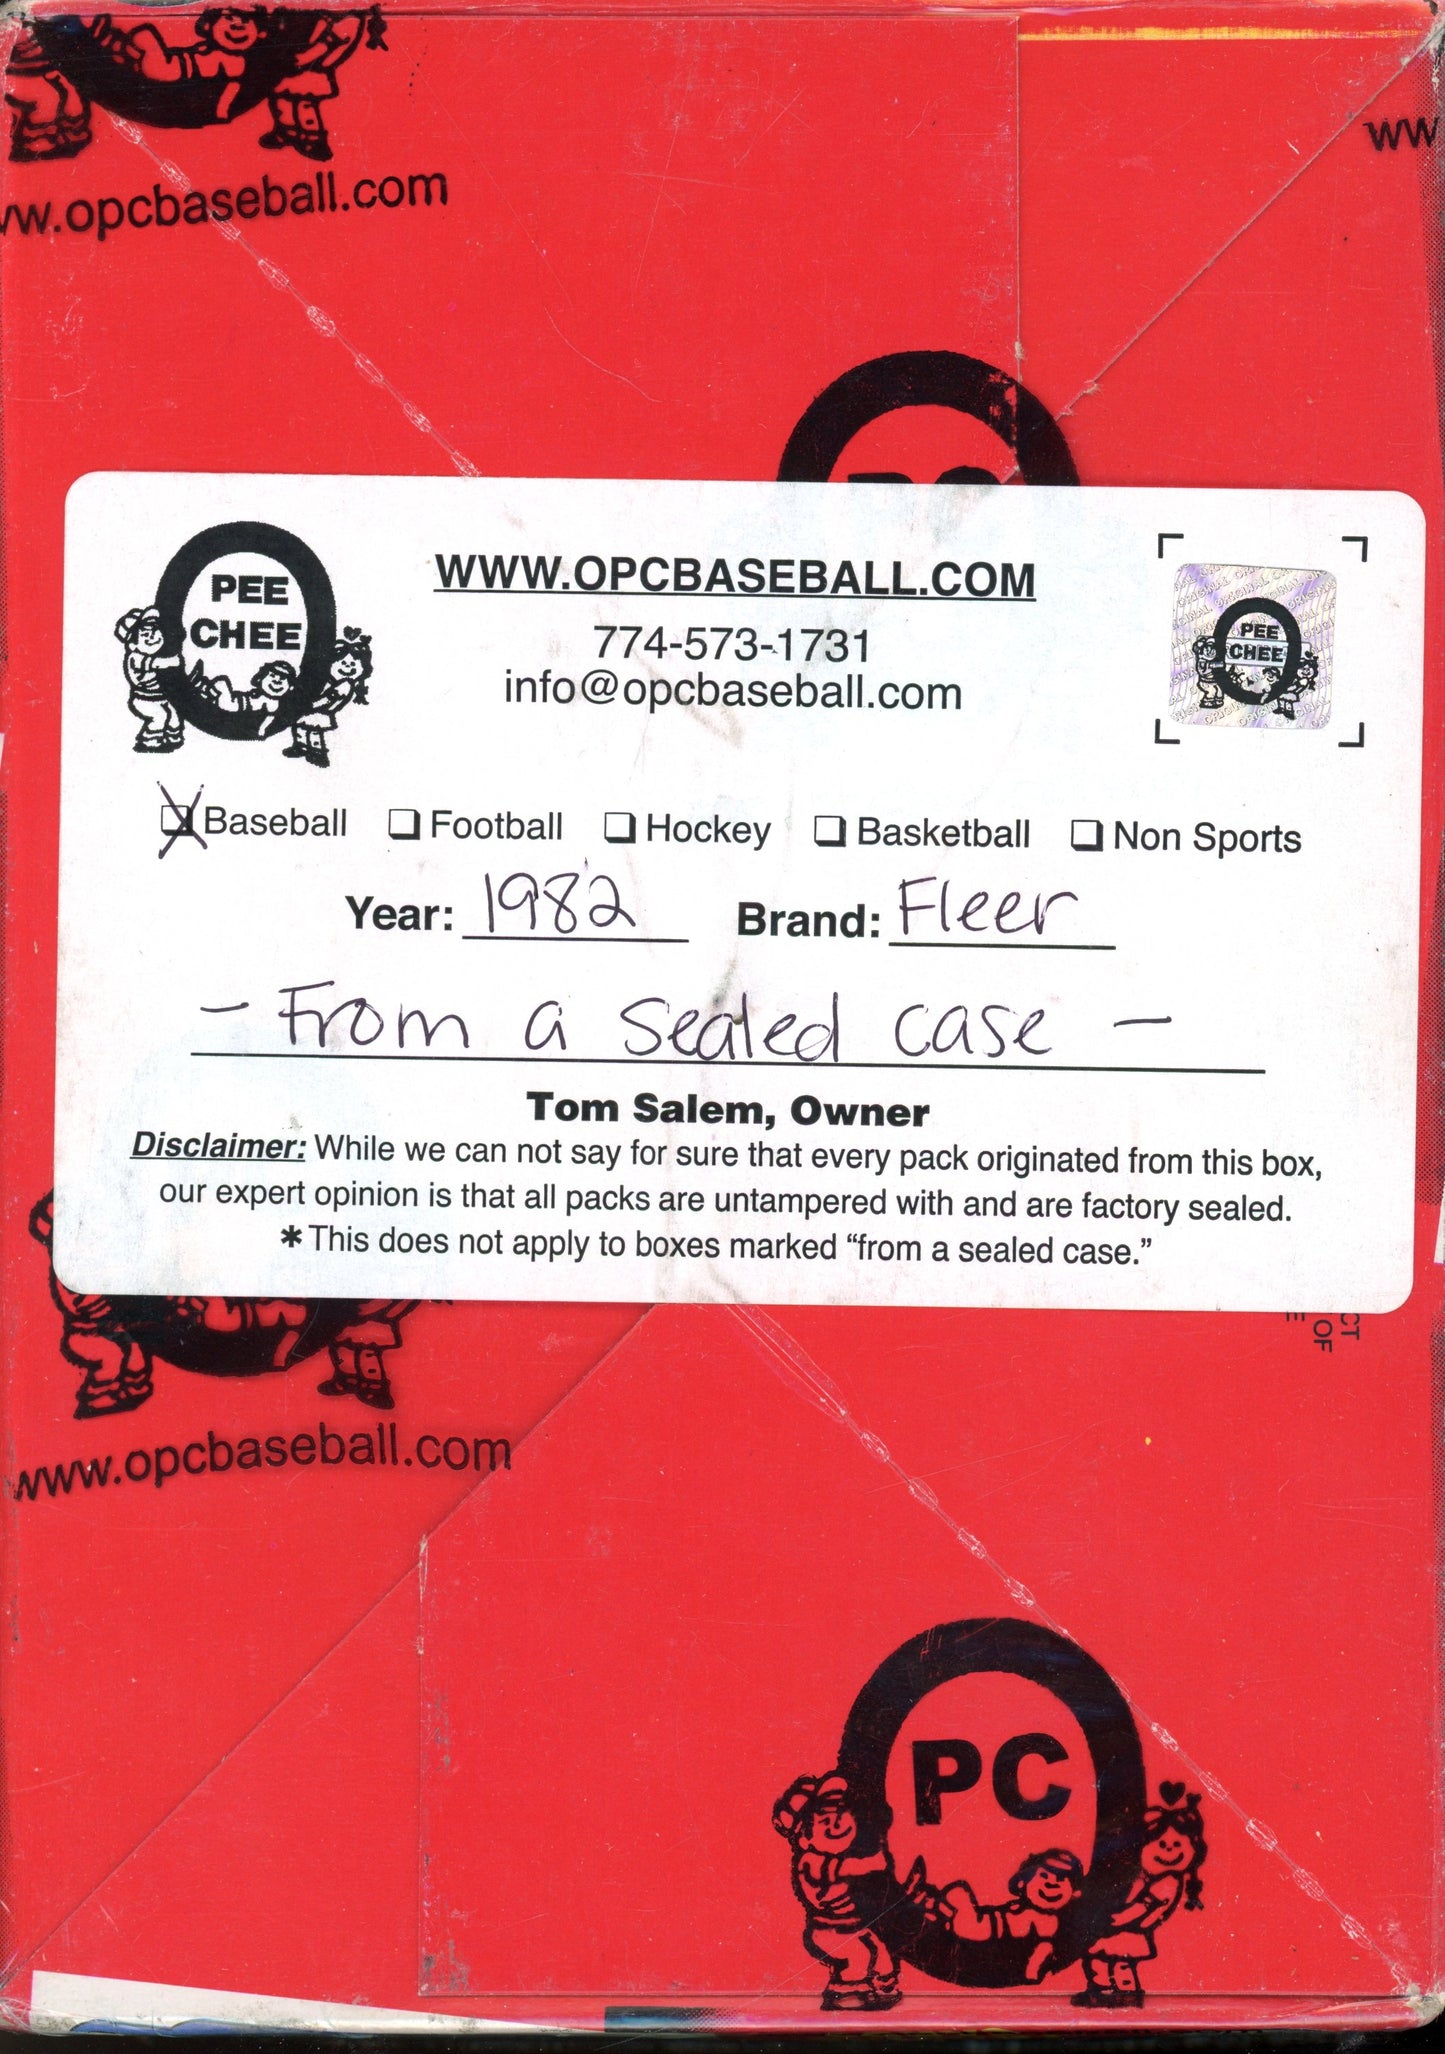 www.opcbaseball.com
ww
PEE
CHEE
WWW.OPCBASEBALL.COM
774-573-1731
info@opcbaseball.com
PEE
CHEE
Baseball Football Hockey Basketball Non Sports
Year: 1982 Brand: Fleer
- From a sealed case -
Tom Salem, Owner
Disclaimer: While we can not say for sure that every pack originated from this box,
our expert opinion is that all packs are untampered with and are factory sealed.
*This does not apply to boxes marked “from a sealed case.”
CT
OF
E
www.opcbaseball.com
PC